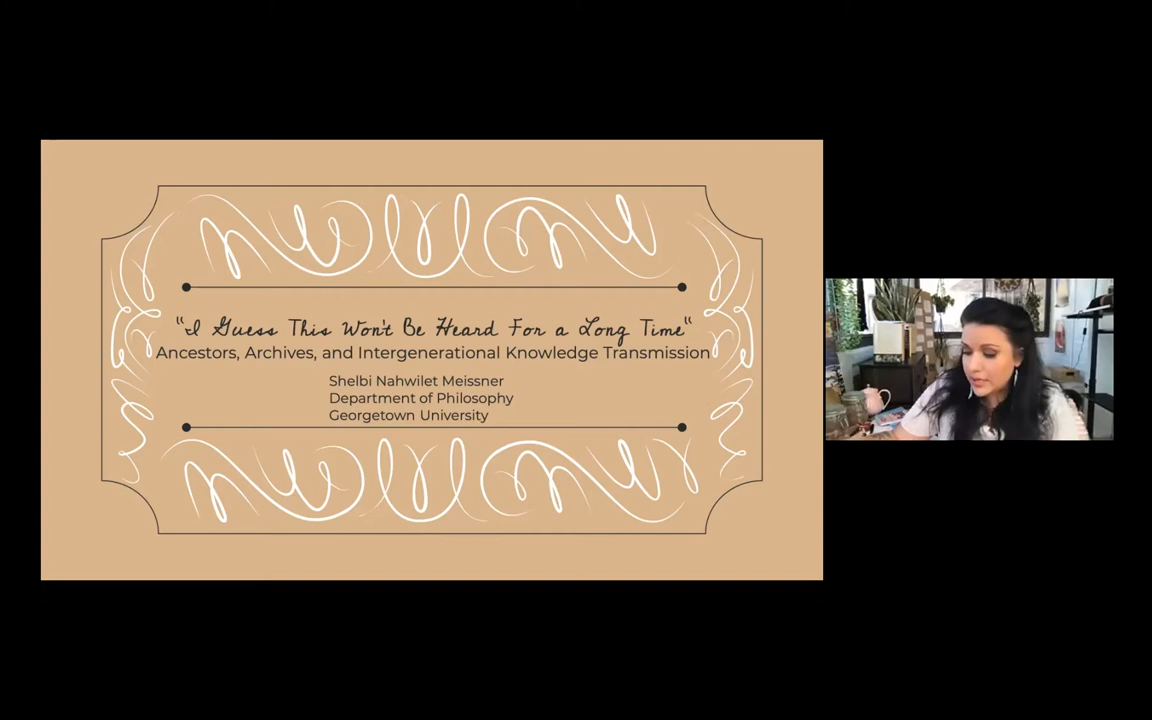 "I Guess This Won't Be Heard For a Long Time"
Ancestors, Archives, and Intergenerational Knowledge Transmission
Shelbi Nahwilet Meissner
Department of Philosophy
Georgetown University